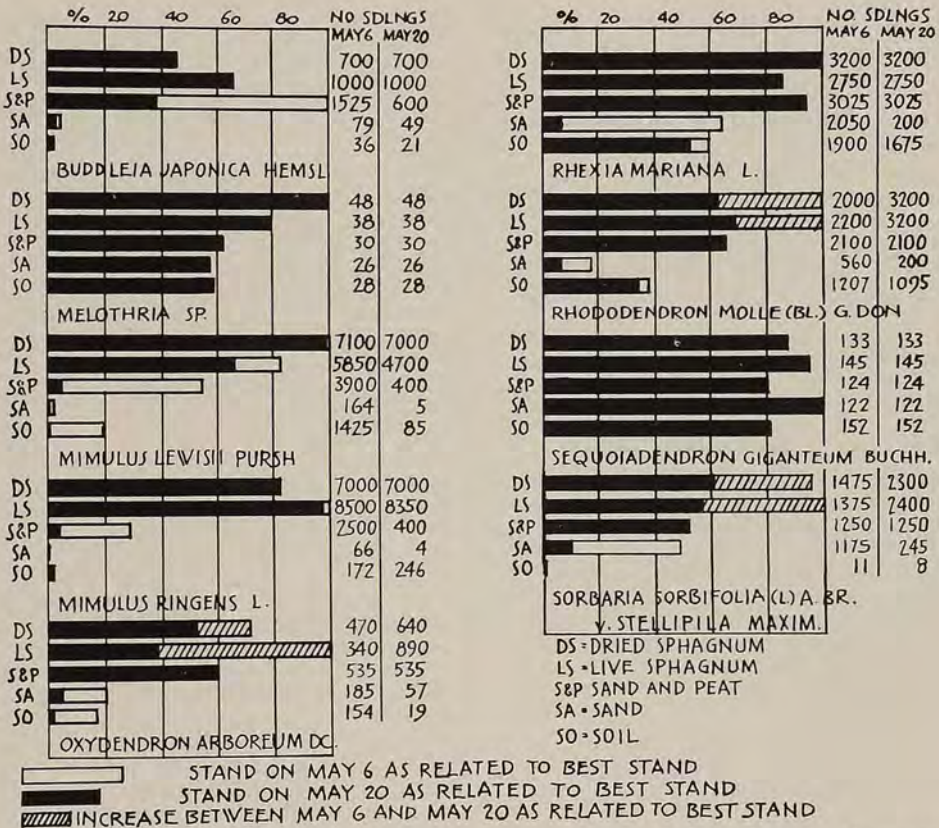 % 20 40 60 80 NO. SDLNGS
MAY 6 MAY 20
DS 700 700
LS 1000 1000
S&P 1525 600
SA 79 49
SO 36 21
BUDDLEIA JAPONICA HEMSL
DS 48 48
LS 38 38
S&P 30 30
SA 26 26
SO 28 28
MELOTHRIA SP.
DS 7100 7000
LS 5850 4700
S&P 3900 400
SA 164 5
SO 1425 85
MIMULUS LEWISII PURSH
DS 7000 7000
LS 8500 8350
S&P 2500 400
SA 66 4
SO 172 246
MIMULUS RINGENS L.
DS 470 640
LS 340 890
S&P 535 535
SA 185 57
SO 154 19
OXYDENDRON ARBOREUM DC.
% 20 40 60 80 NO. SDLNGS
MAY 6 MAY 20
DS 3200 3200
LS 2750 2750
S&P 3025 3025
SA 2050 200
SO 1900 1675
RHEXIA MARIANA L.
DS 2000 3200
LS 2200 3200
S&P 2100 2100
SA 560 200
SO 1207 1095
RHODODENDRON MOLLE (BL.) G. DON
DS 133 133
LS 145 145
S&P 124 124
SA 122 122
SO 152 152
SEQUOIADENDRON GIGANTEUM BUCHH.
DS 1475 2300
LS 1375 2400
S&P 1250 1250
SA 1175 245
SO 11 8
SORBARIA SORBIFOLIA (L) A. BR.
v. STELLIPILA MAXIM.
DS = DRIED SPHAGNUM
LS = LIVE SPHAGNUM
S&P SAND AND PEAT
SA = SAND
SO = SOIL
STAND ON MAY 6 AS RELATED TO BEST STAND
STAND ON MAY 20 AS RELATED TO BEST STAND
INCREASE BETWEEN MAY 6 AND MAY 20 AS RELATED TO BEST STAND